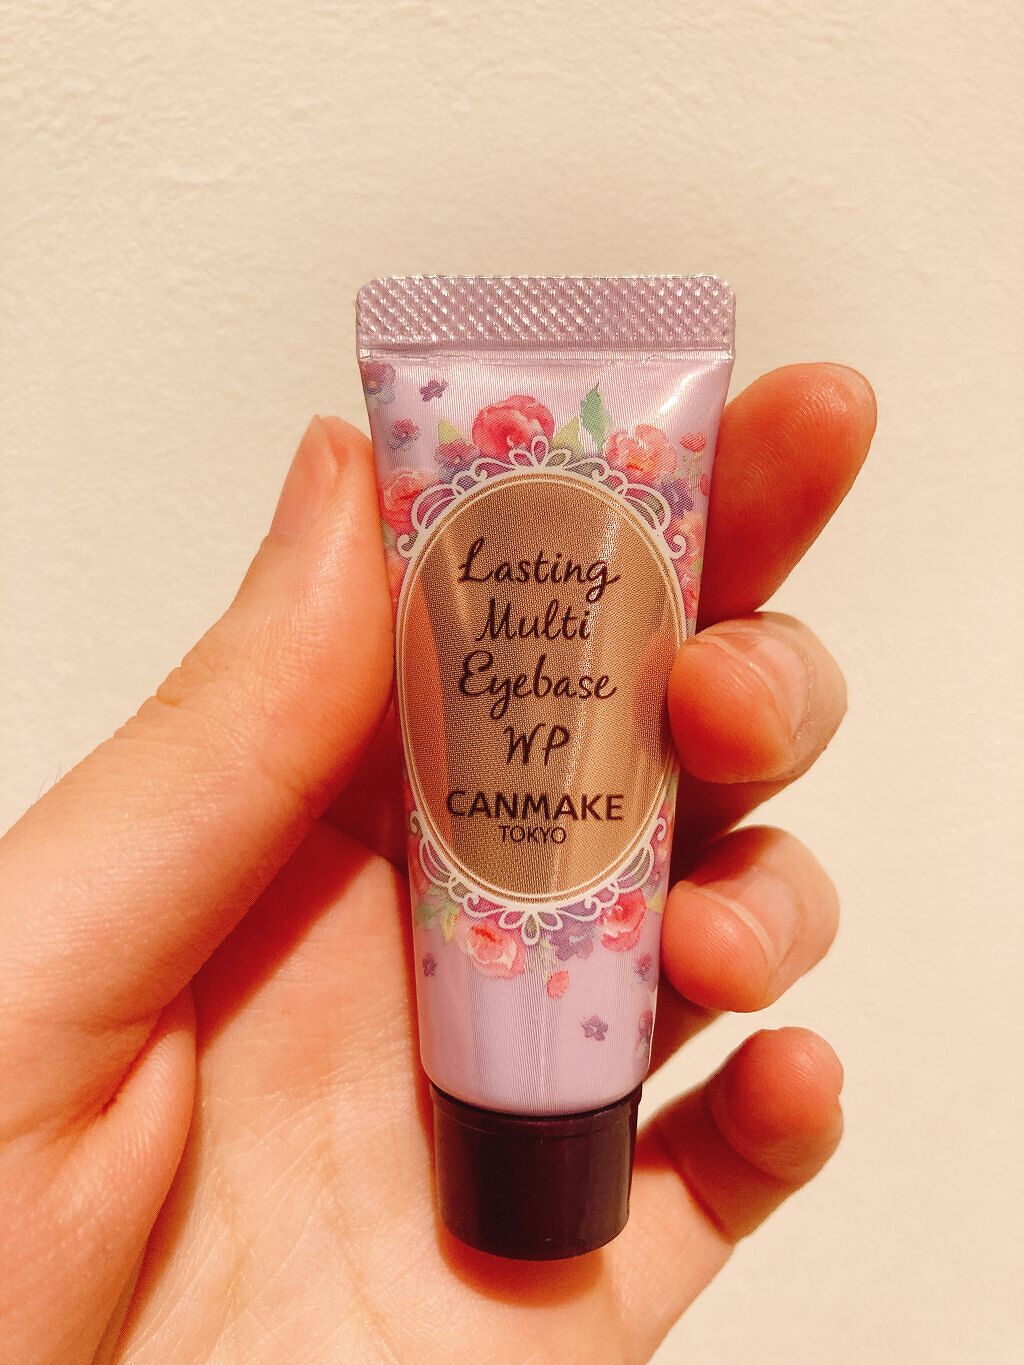 Lasting
Multi
Eyebase
WP
CANMAKE
TOKYO